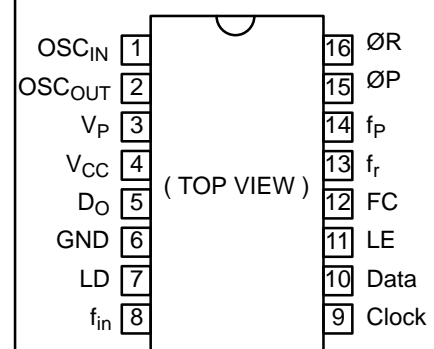 OSCIN 1 16 ØR
OSCOUT 2 15 ØP
VP 3 14 fP
VCC 4 13 fr
( TOP VIEW )
DO 5 12 FC
GND 6 11 LE
LD 7 10 Data
fin 8 9 Clock